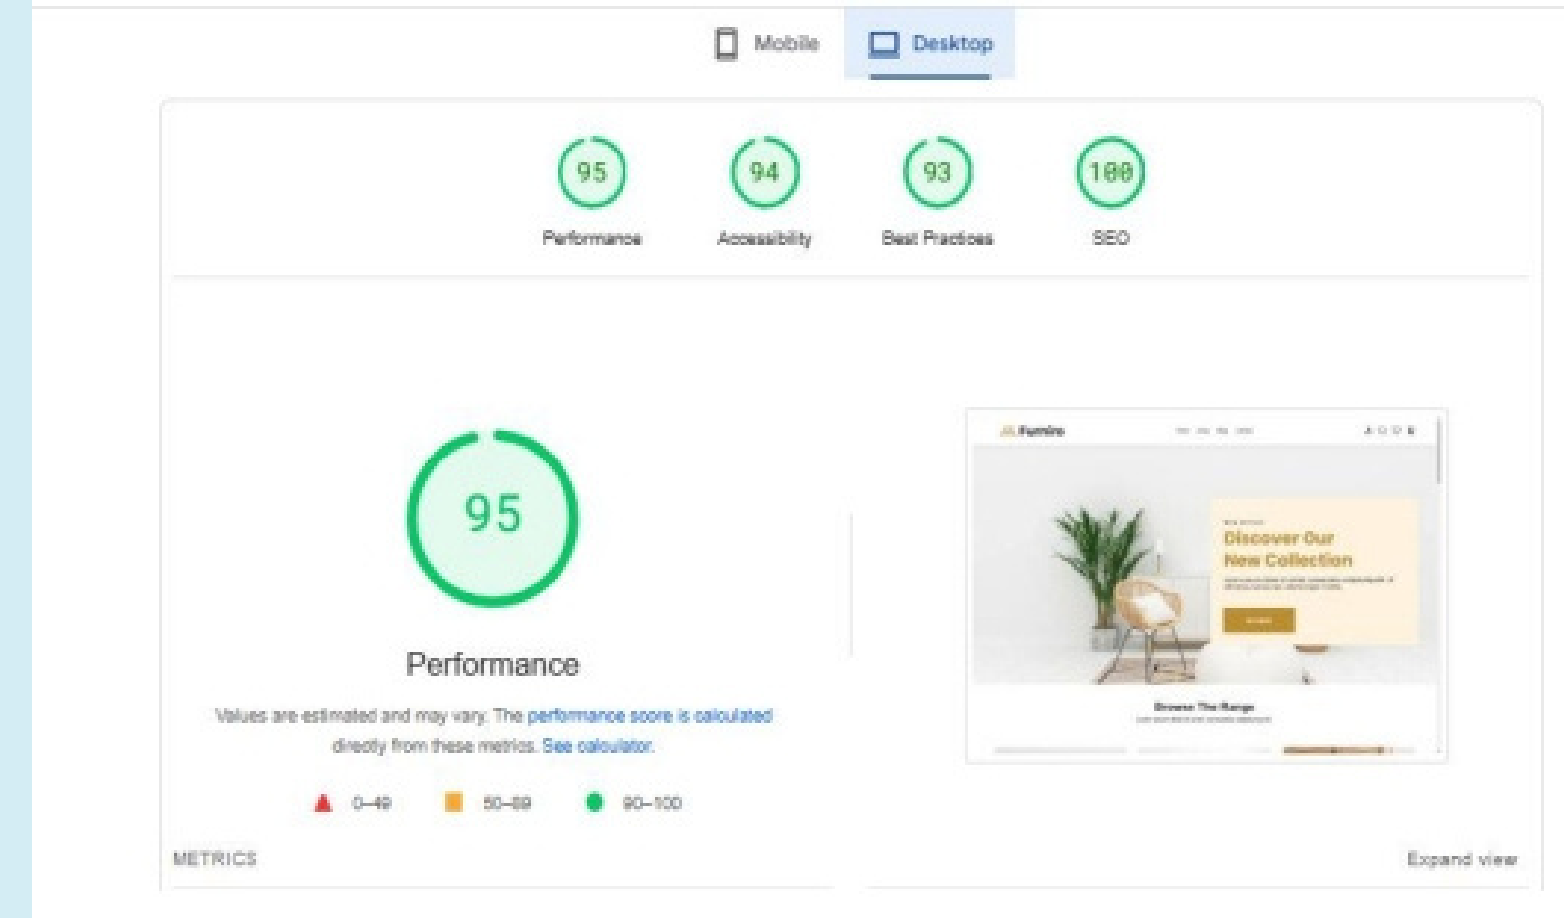 Mobile Desktop
95 94 93 100
Performance Accessibility Best Practices SEO
95
Performance
Values are estimated and may vary. The performance score is calculated
directly from these metrics. See calculator.
0–49 50–89 90–100
Furniro
Discover Our
New Collection
Browse The Range
METRICS
Expand view